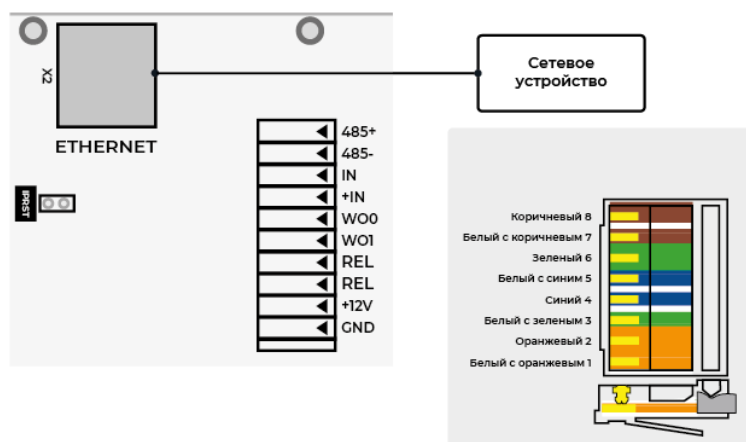 Сетевое
устройство
X2
ETHERNET
IPRST
485+
485-
IN
+IN
WO0
WO1
REL
REL
+12V
GND
Коричневый 8
Белый с коричневым 7
Зеленый 6
Белый с синим 5
Синий 4
Белый с зеленым 3
Оранжевый 2
Белый с оранжевым 1